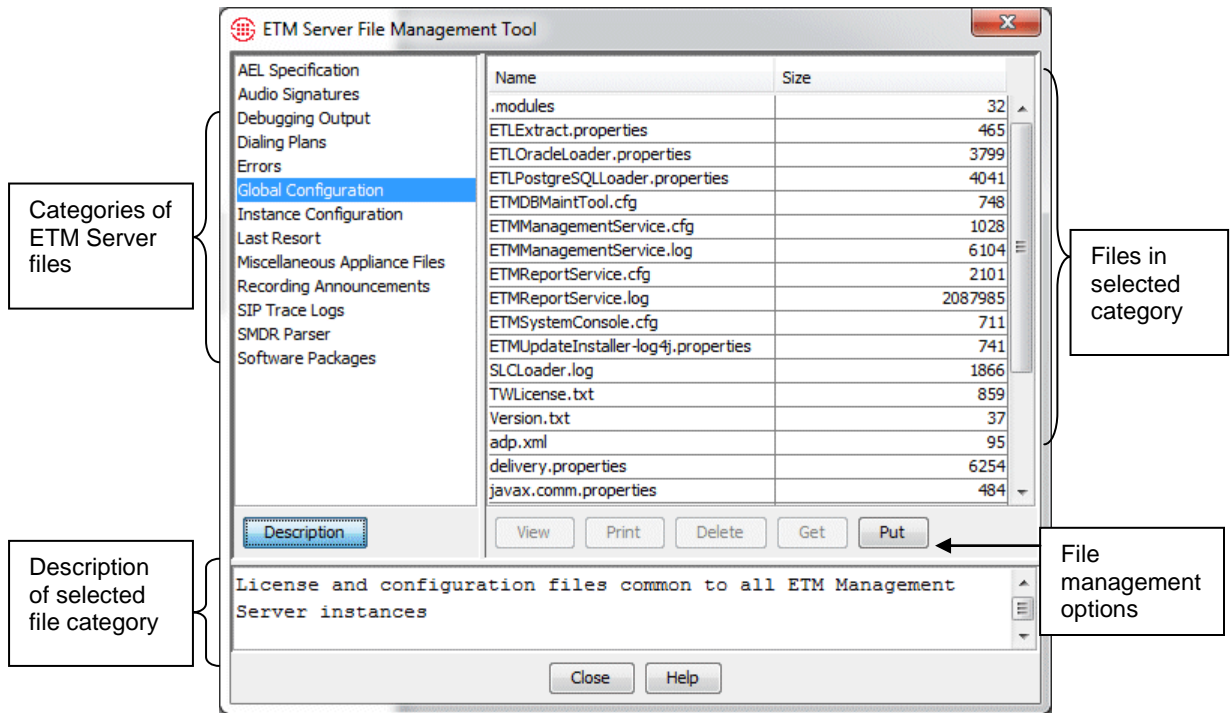 ETM Server File Management Tool
AEL Specification
Audio Signatures
Debugging Output
Dialing Plans
Errors
Global Configuration
Instance Configuration
Last Resort
Miscellaneous Appliance Files
Recording Announcements
SIP Trace Logs
SMDR Parser
Software Packages
Name Size
.modules 32
ETLExtract.properties 465
ETLOracleLoader.properties 3799
ETLPostgreSQLLoader.properties 4041
ETMDBMaintTool.cfg 748
ETMManagementService.cfg 1028
ETMManagementService.log 6104
ETMReportService.cfg 2101
ETMReportService.log 2087985
ETMSystemConsole.cfg 711
ETMUpdateInstaller-log4j.properties 741
SLCLoader.log 1866
TWLicense.txt 859
Version.txt 37
adp.xml 95
delivery.properties 6254
javax.comm.properties 484
Description
View Print Delete Get Put
License and configuration files common to all ETM Management
Server instances
Close Help
Categories of
ETM Server
files
Files in
selected
category
Description
of selected
file category
File
management
options